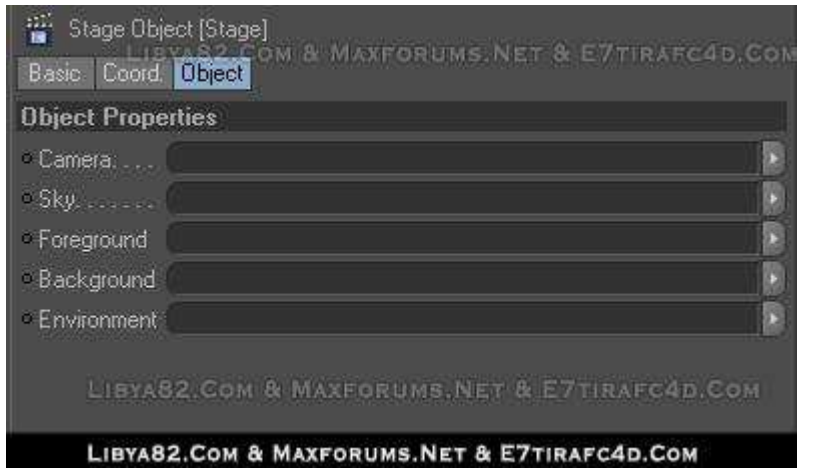 Stage Object [Stage]
LIBYA82.COM & MAXFORUMS.NET & E7TIRAFC4D.COM
Basic Coord. Object
Object Properties
Camera. . . .
Sky. . . . . . .
Foreground
Background
Environment
LIBYA82.COM & MAXFORUMS.NET & E7TIRAFC4D.COM
LIBYA82.COM & MAXFORUMS.NET & E7TIRAFC4D.COM